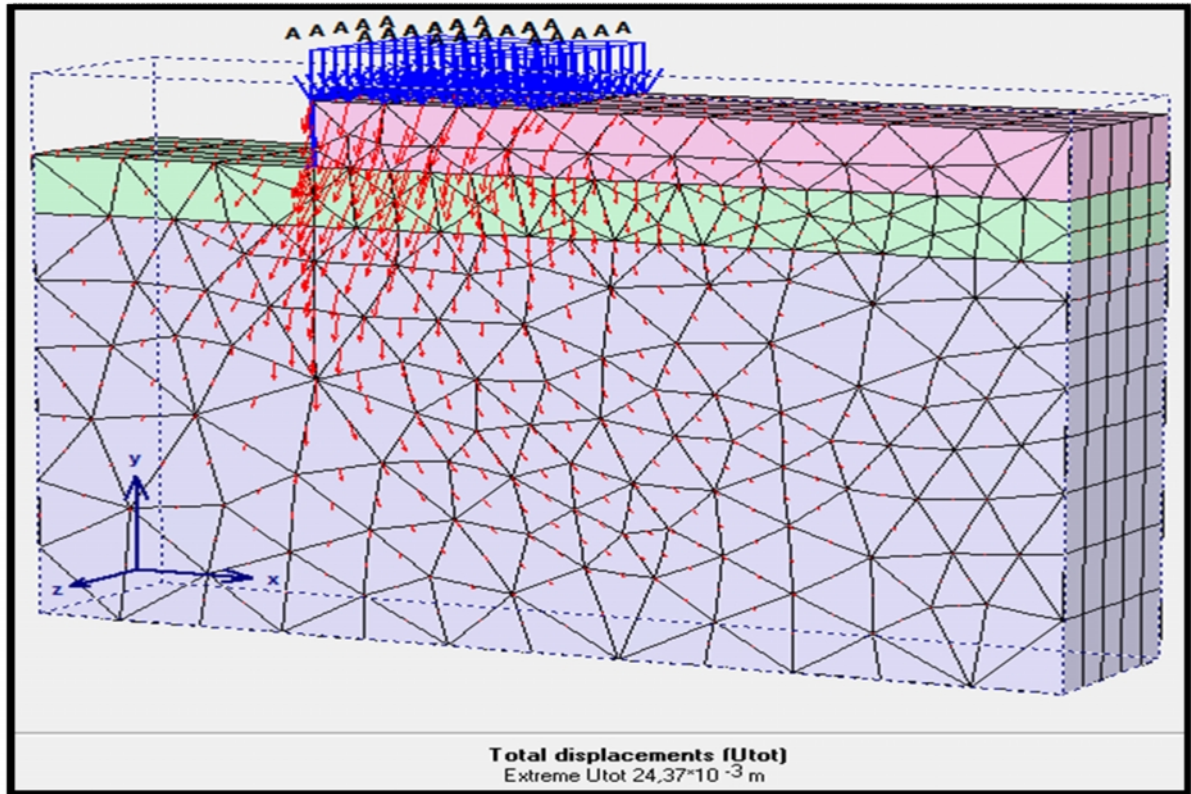 A A A A A A A A A A A A A A
A A A A A A A A
y
z
x
Total displacements (Utot)
Extreme Utot 24,37*10 -3 m